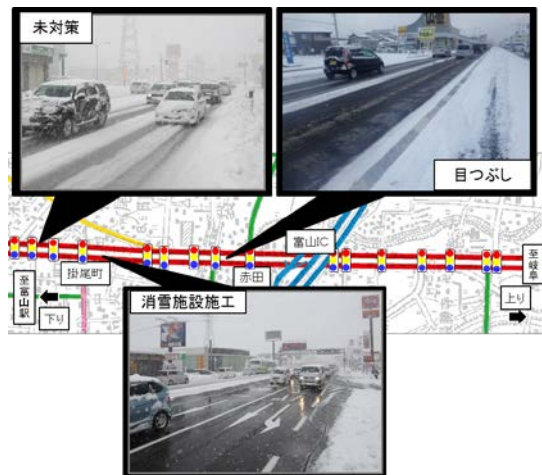 未対策
目つぶし
富山IC
掛尾町
赤田
至富山駅
下り
至岐阜
上り
消雪施設施工